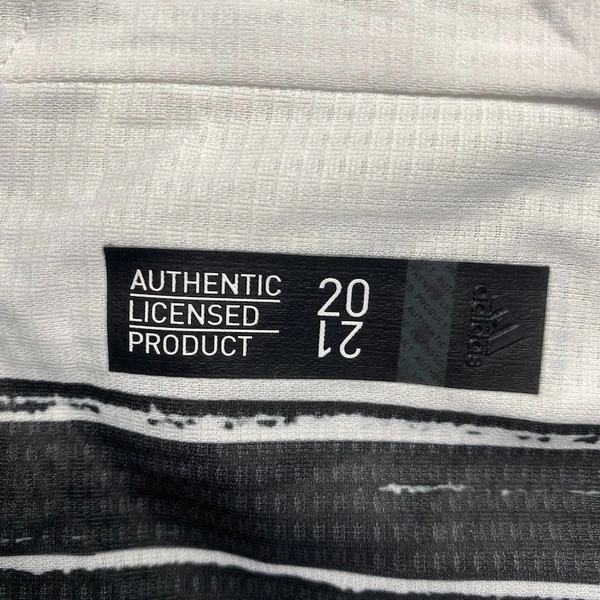 AUTHENTIC
LICENSED
PRODUCT
20
21
adidas